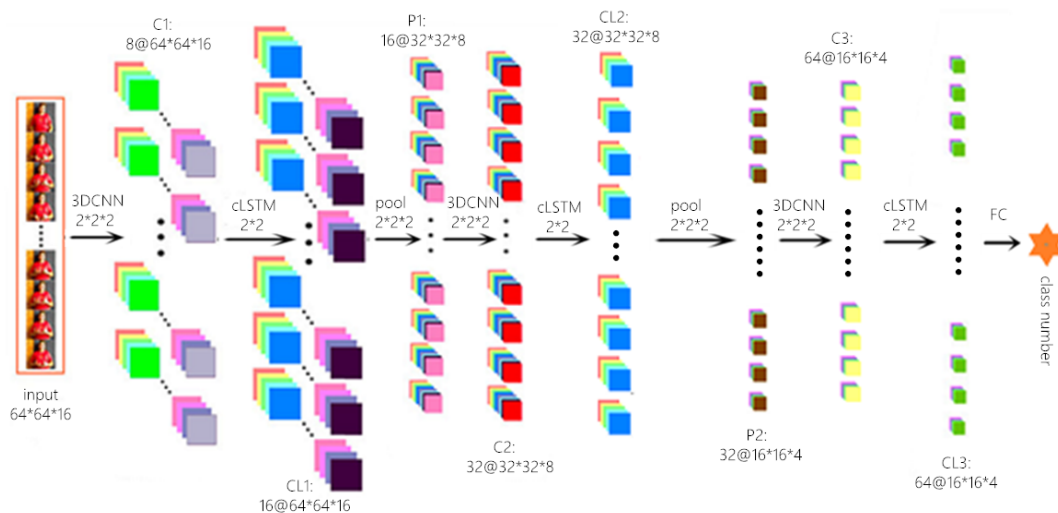 C1:
8@64*64*16
P1:
16@32*32*8
CL2:
32@32*32*8
C3:
64@16*16*4
3DCNN
2*2*2
cLSTM
2*2
pool
2*2*2
3DCNN
2*2*2
cLSTM
2*2
pool
2*2*2
3DCNN
2*2*2
cLSTM
2*2
FC
class number
input
64*64*16
CL1:
16@64*64*16
C2:
32@32*32*8
P2:
32@16*16*4
CL3:
64@16*16*4